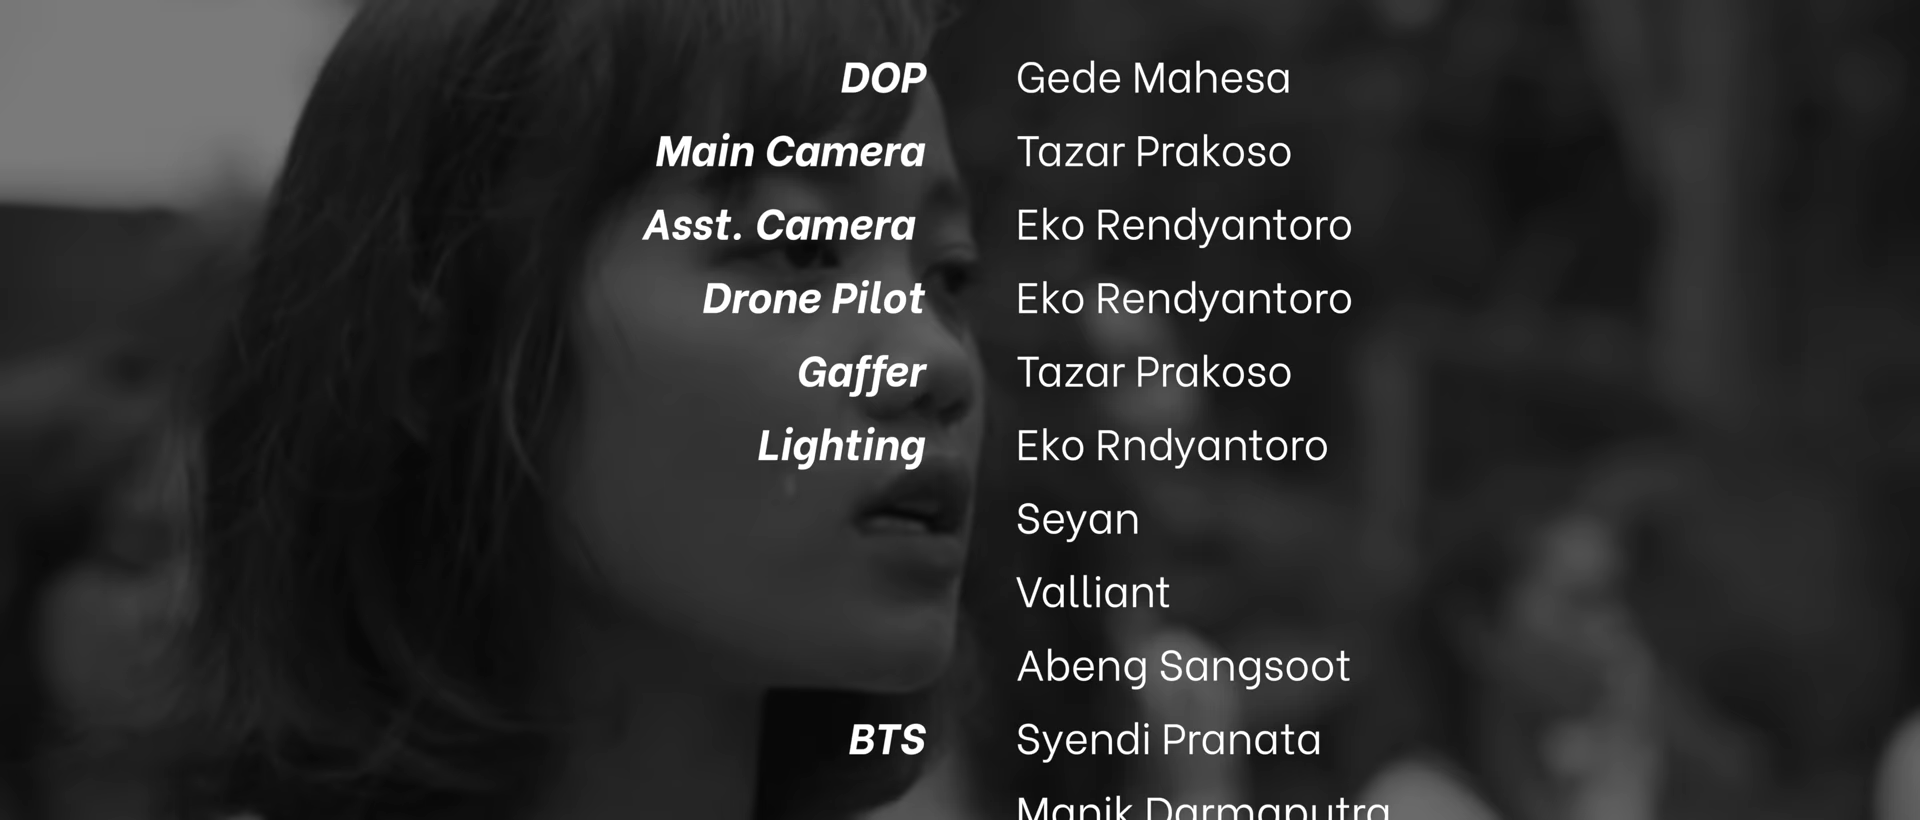 DOP Gede Mahesa
Main Camera Tazar Prakoso
Asst. Camera Eko Rendyantoro
Drone Pilot Eko Rendyantoro
Gaffer Tazar Prakoso
Lighting Eko Rndyantoro
Seyan
Valliant
Abeng Sangsoot
BTS Syendi Pranata
Manik Darmaputra